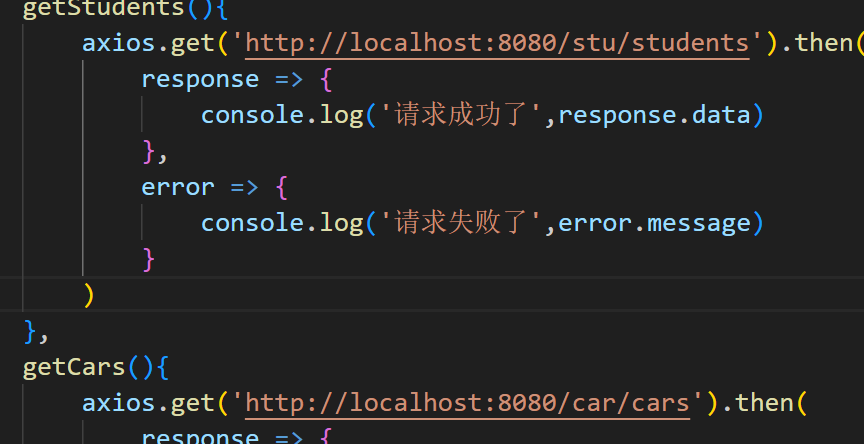 getStudents(){
axios.get('http://localhost:8080/stu/students').then(
response => {
console.log('请求成功了',response.data)
},
error => {
console.log('请求失败了',error.message)
}
)
},
getCars(){
axios.get('http://localhost:8080/car/cars').then(
response => {